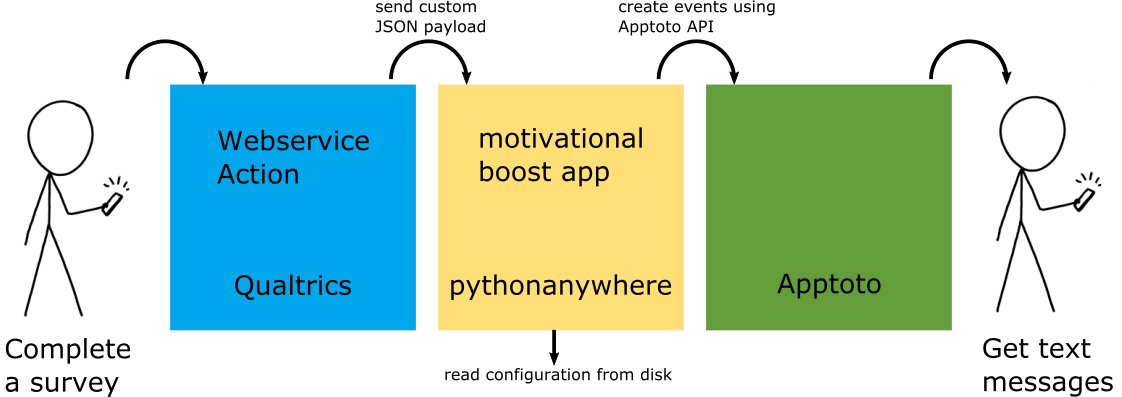 send custom
JSON payload
create events using
Apptoto API
Webservice
Action
Qualtrics
motivational
boost app
pythonanywhere
Apptoto
read configuration from disk
Complete
a survey
Get text
messages